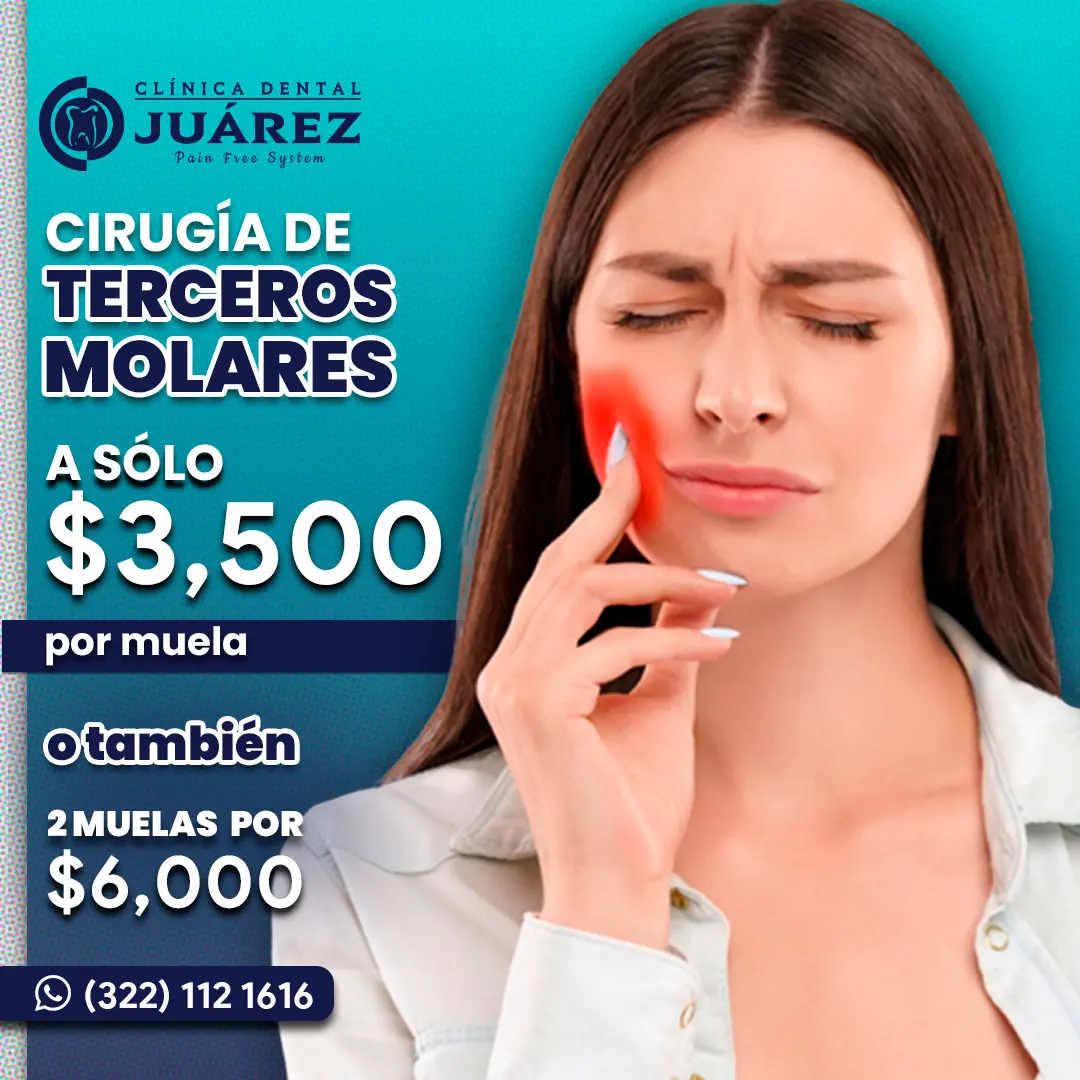 CLÍNICA DENTAL
JUÁREZ
Pain Free System
CIRUGÍA DE
TERCEROS
MOLARES
A SÓLO
$3,500
por muela
o también
2 MUELAS POR
$6,000
(322) 112 1616